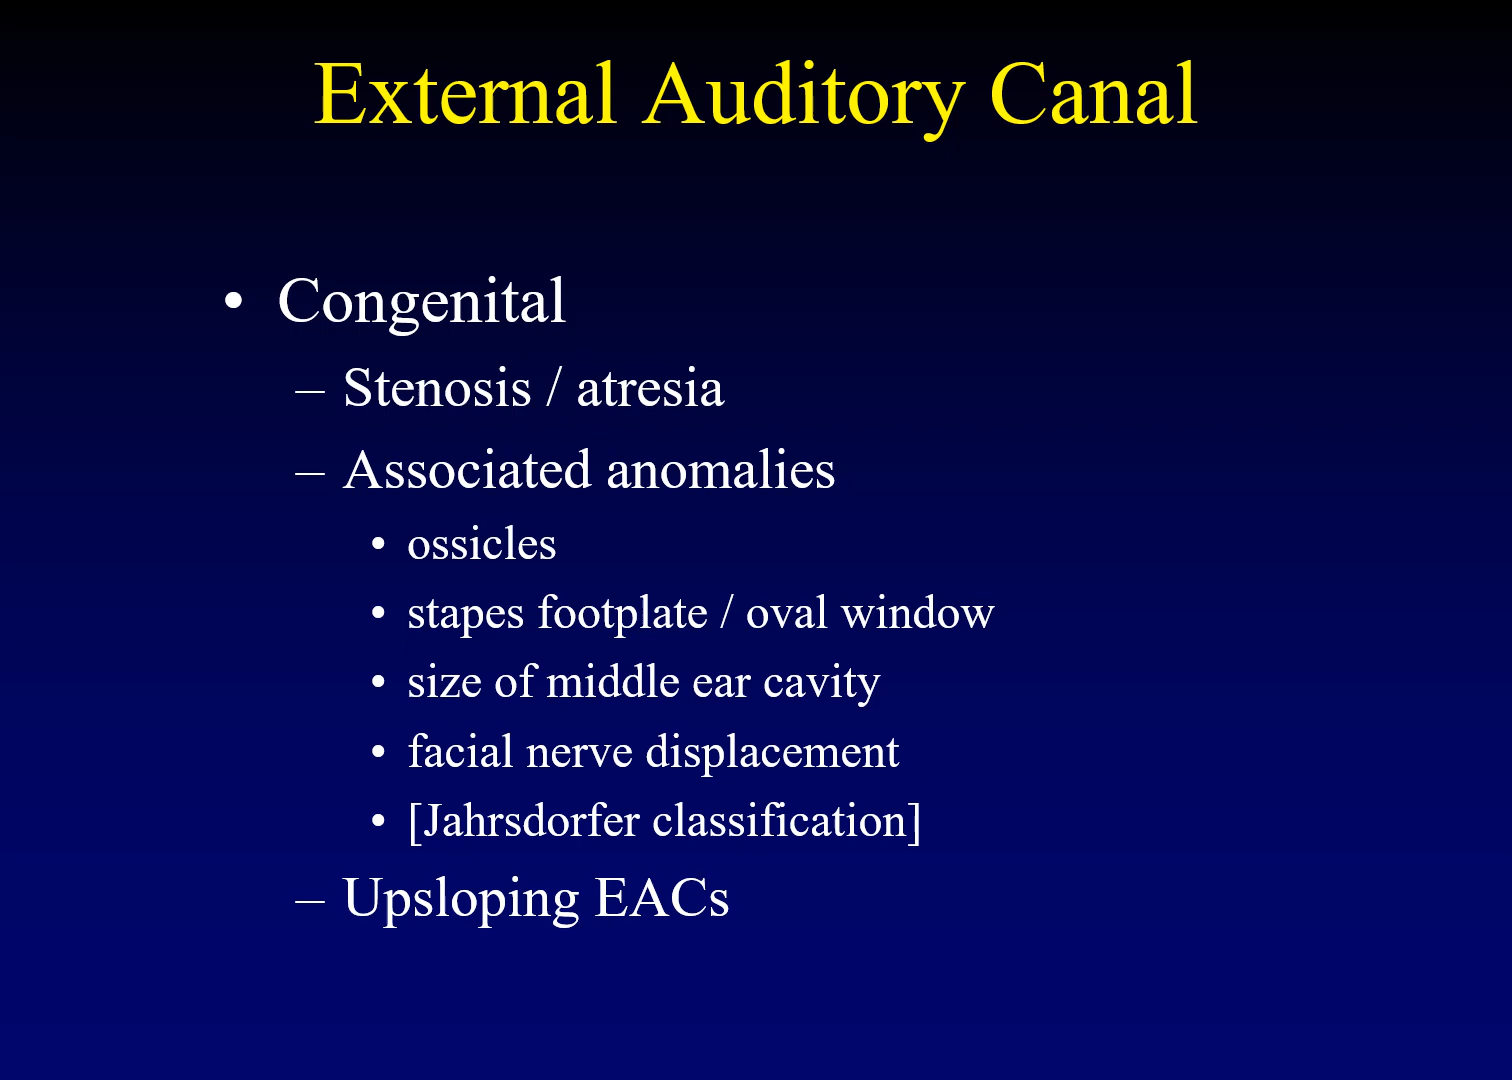 External Auditory Canal
• Congenital
– Stenosis / atresia
– Associated anomalies
• ossicles
• stapes footplate / oval window
• size of middle ear cavity
• facial nerve displacement
• [Jahrsdorfer classification]
– Upsloping EACs